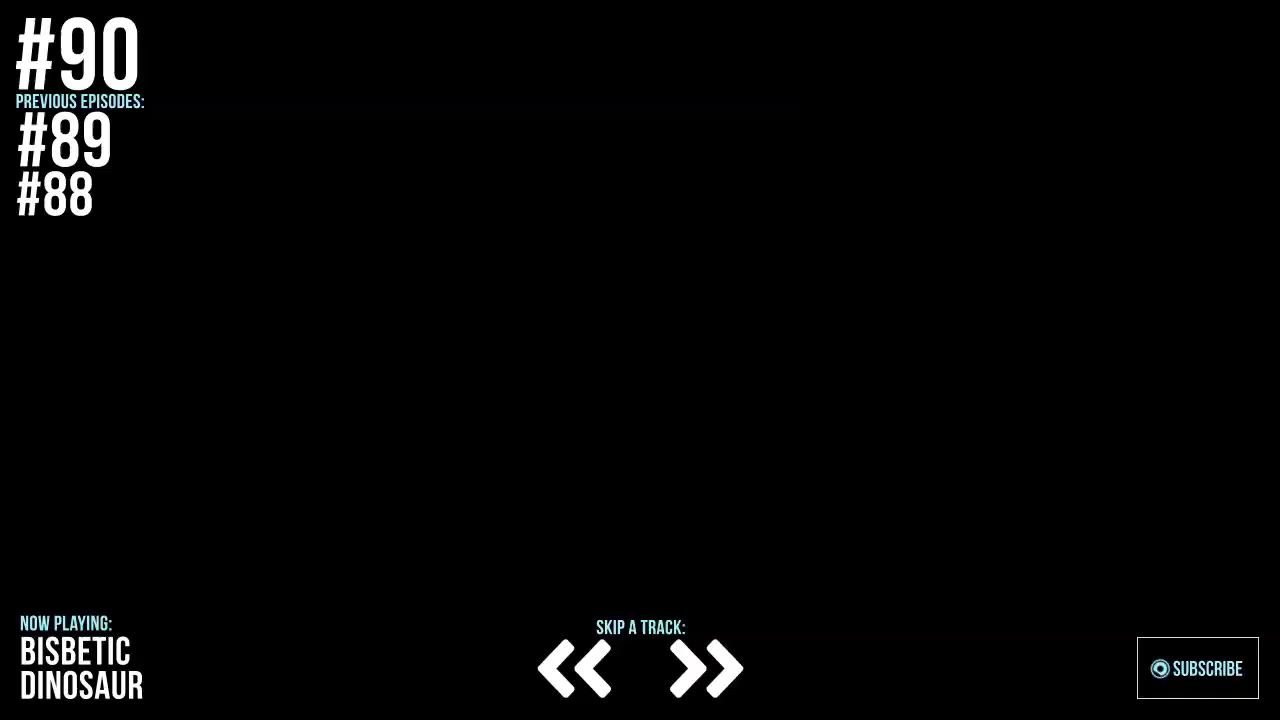 #90
PREVIOUS EPISODES:
#89
#88
NOW PLAYING:
BISBETIC
DINOSAUR
SKIP A TRACK:
SUBSCRIBE